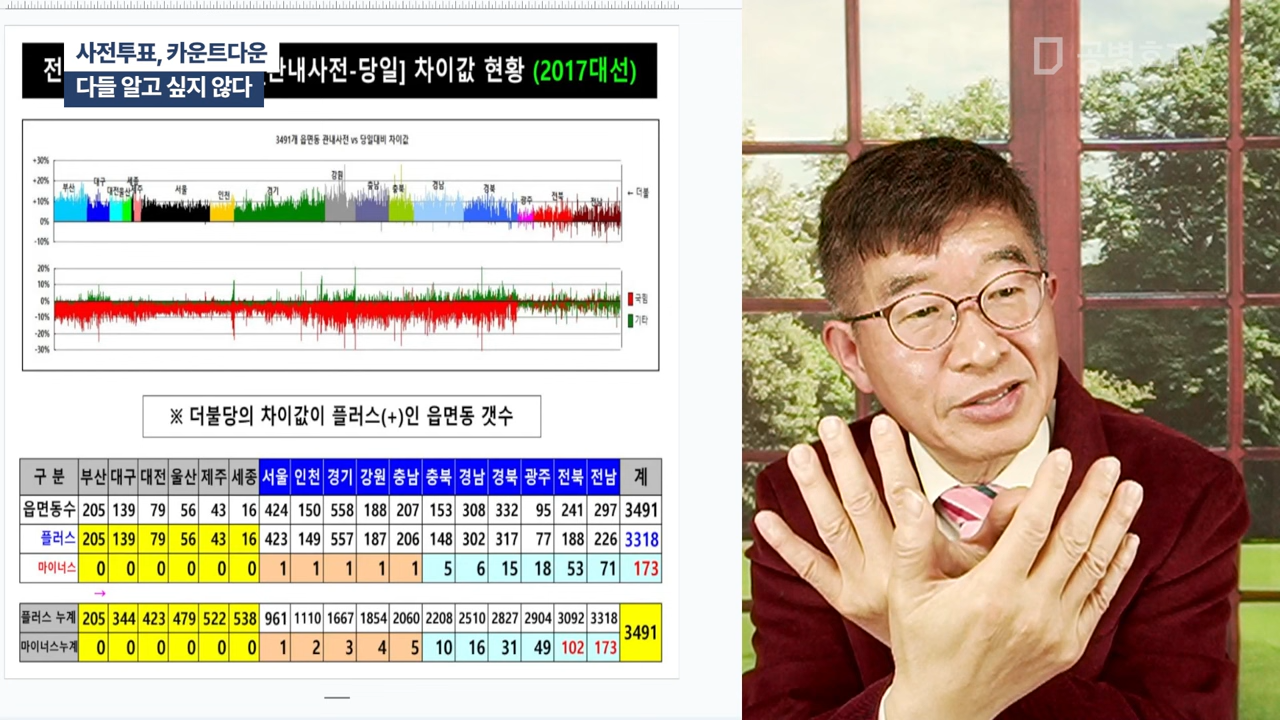 사전투표, 카운트다운
다들 알고 싶지 않다
전 관내사전-당일] 차이값 현황 (2017대선)
공병호TV
3491개 읍면동 관내사전 vs 당일대비 차이값
+30%
+20%
+10%
0%
-10%
부산 대구 대전 울산 세종 제주 서울 인천 경기 강원 충남 충북 경남 경북 광주 전북 전남
← 더불
20%
10%
0%
-10%
-20%
-30%
국힘
기타
※ 더불당의 차이값이 플러스(+)인 읍면동 갯수
구 분 부산 대구 대전 울산 제주 세종 서울 인천 경기 강원 충남 충북 경남 경북 광주 전북 전남 계
읍면동수 205 139 79 56 43 16 424 150 558 188 207 153 308 332 95 241 297 3491
플러스 205 139 79 56 43 16 423 149 557 187 206 148 302 317 77 188 226 3318
마이너스 0 0 0 0 0 0 1 1 1 1 1 5 6 15 18 53 71 173
→
플러스 누계 205 344 423 479 522 538 961 1110 1667 1854 2060 2208 2510 2827 2904 3092 3318 3491
마이너스누계 0 0 0 0 0 0 1 2 3 4 5 10 16 31 49 102 173